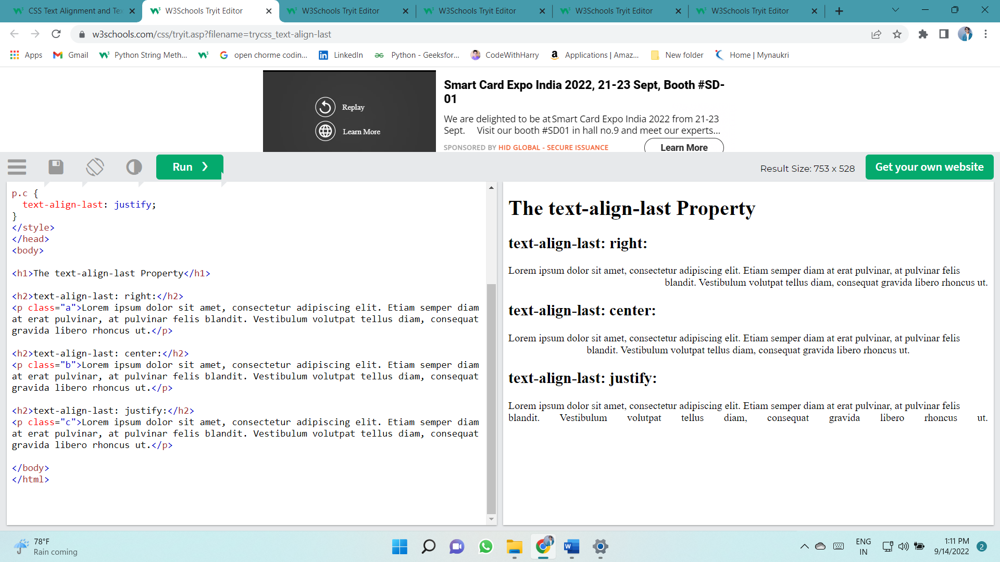 CSS Text Alignment and Tex
W3Schools Tryit Editor
W3Schools Tryit Editor
W3Schools Tryit Editor
W3Schools Tryit Editor
W3Schools Tryit Editor
w3schools.com/css/tryit.asp?filename=trycss_text-align-last
Apps
Gmail
Python String Meth...
open chorme codin...
LinkedIn
Python - Geeksfor...
CodeWithHarry
Applications | Amaz...
New folder
Home | Mynaukri
Replay
Learn More
Smart Card Expo India 2022, 21-23 Sept, Booth #SD-
01
We are delighted to be at Smart Card Expo India 2022 from 21-23
Sept. Visit our booth #SD01 in hall no.9 and meet our experts...
SPONSORED BY HID GLOBAL - SECURE ISSUANCE
Learn More
Run ❯
Result Size: 753 x 528
Get your own website
p.c {
  text-align-last: justify;
}
</style>
</head>
<body>
<h1>The text-align-last Property</h1>
<h2>text-align-last: right:</h2>
<p class="a">Lorem ipsum dolor sit amet, consectetur adipiscing elit. Etiam semper diam
at erat pulvinar, at pulvinar felis blandit. Vestibulum volutpat tellus diam, consequat
gravida libero rhoncus ut.</p>
<h2>text-align-last: center:</h2>
<p class="b">Lorem ipsum dolor sit amet, consectetur adipiscing elit. Etiam semper diam
at erat pulvinar, at pulvinar felis blandit. Vestibulum volutpat tellus diam, consequat
gravida libero rhoncus ut.</p>
<h2>text-align-last: justify:</h2>
<p class="c">Lorem ipsum dolor sit amet, consectetur adipiscing elit. Etiam semper diam
at erat pulvinar, at pulvinar felis blandit. Vestibulum volutpat tellus diam, consequat
gravida libero rhoncus ut.</p>
</body>
</html>
The text-align-last Property
text-align-last: right:
Lorem ipsum dolor sit amet, consectetur adipiscing elit. Etiam semper diam at erat pulvinar, at pulvinar felis
blandit. Vestibulum volutpat tellus diam, consequat gravida libero rhoncus ut.
text-align-last: center:
Lorem ipsum dolor sit amet, consectetur adipiscing elit. Etiam semper diam at erat pulvinar, at pulvinar felis
blandit. Vestibulum volutpat tellus diam, consequat gravida libero rhoncus ut.
text-align-last: justify:
Lorem ipsum dolor sit amet, consectetur adipiscing elit. Etiam semper diam at erat pulvinar, at pulvinar felis
blandit. Vestibulum volutpat tellus diam, consequat gravida libero rhoncus ut.
78°F
Rain coming
ENG
IN
1:11 PM
9/14/2022
2